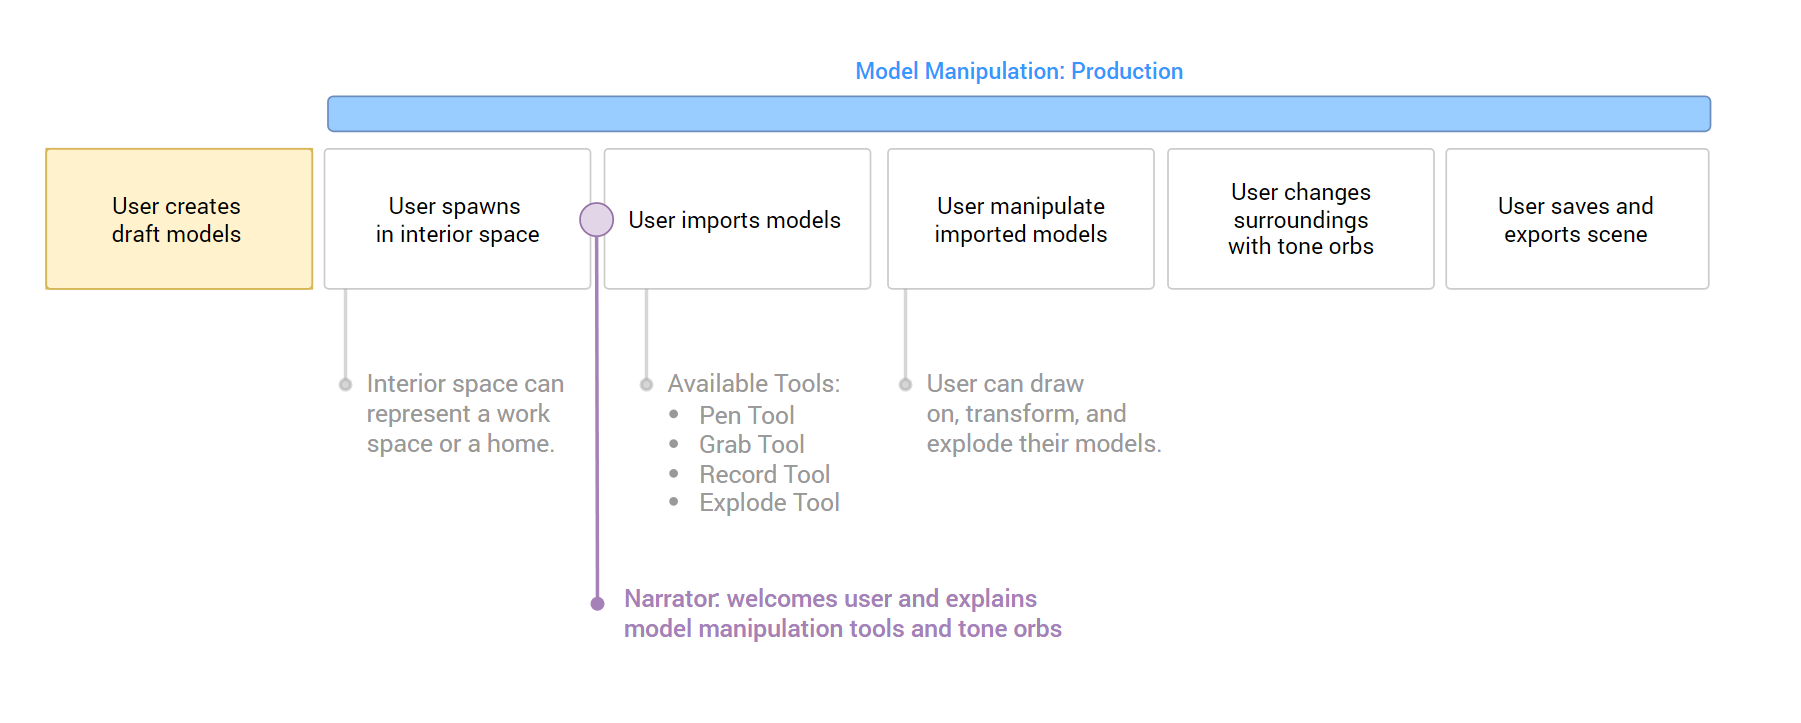 Model Manipulation: Production
User creates
draft models
User spawns
in interior space
User imports models
User manipulate
imported models
User changes
surroundings
with tone orbs
User saves and
exports scene
Interior space can
represent a work
space or a home.
Available Tools:
• Pen Tool
• Grab Tool
• Record Tool
• Explode Tool
User can draw
on, transform, and
explode their models.
Narrator: welcomes user and explains
model manipulation tools and tone orbs